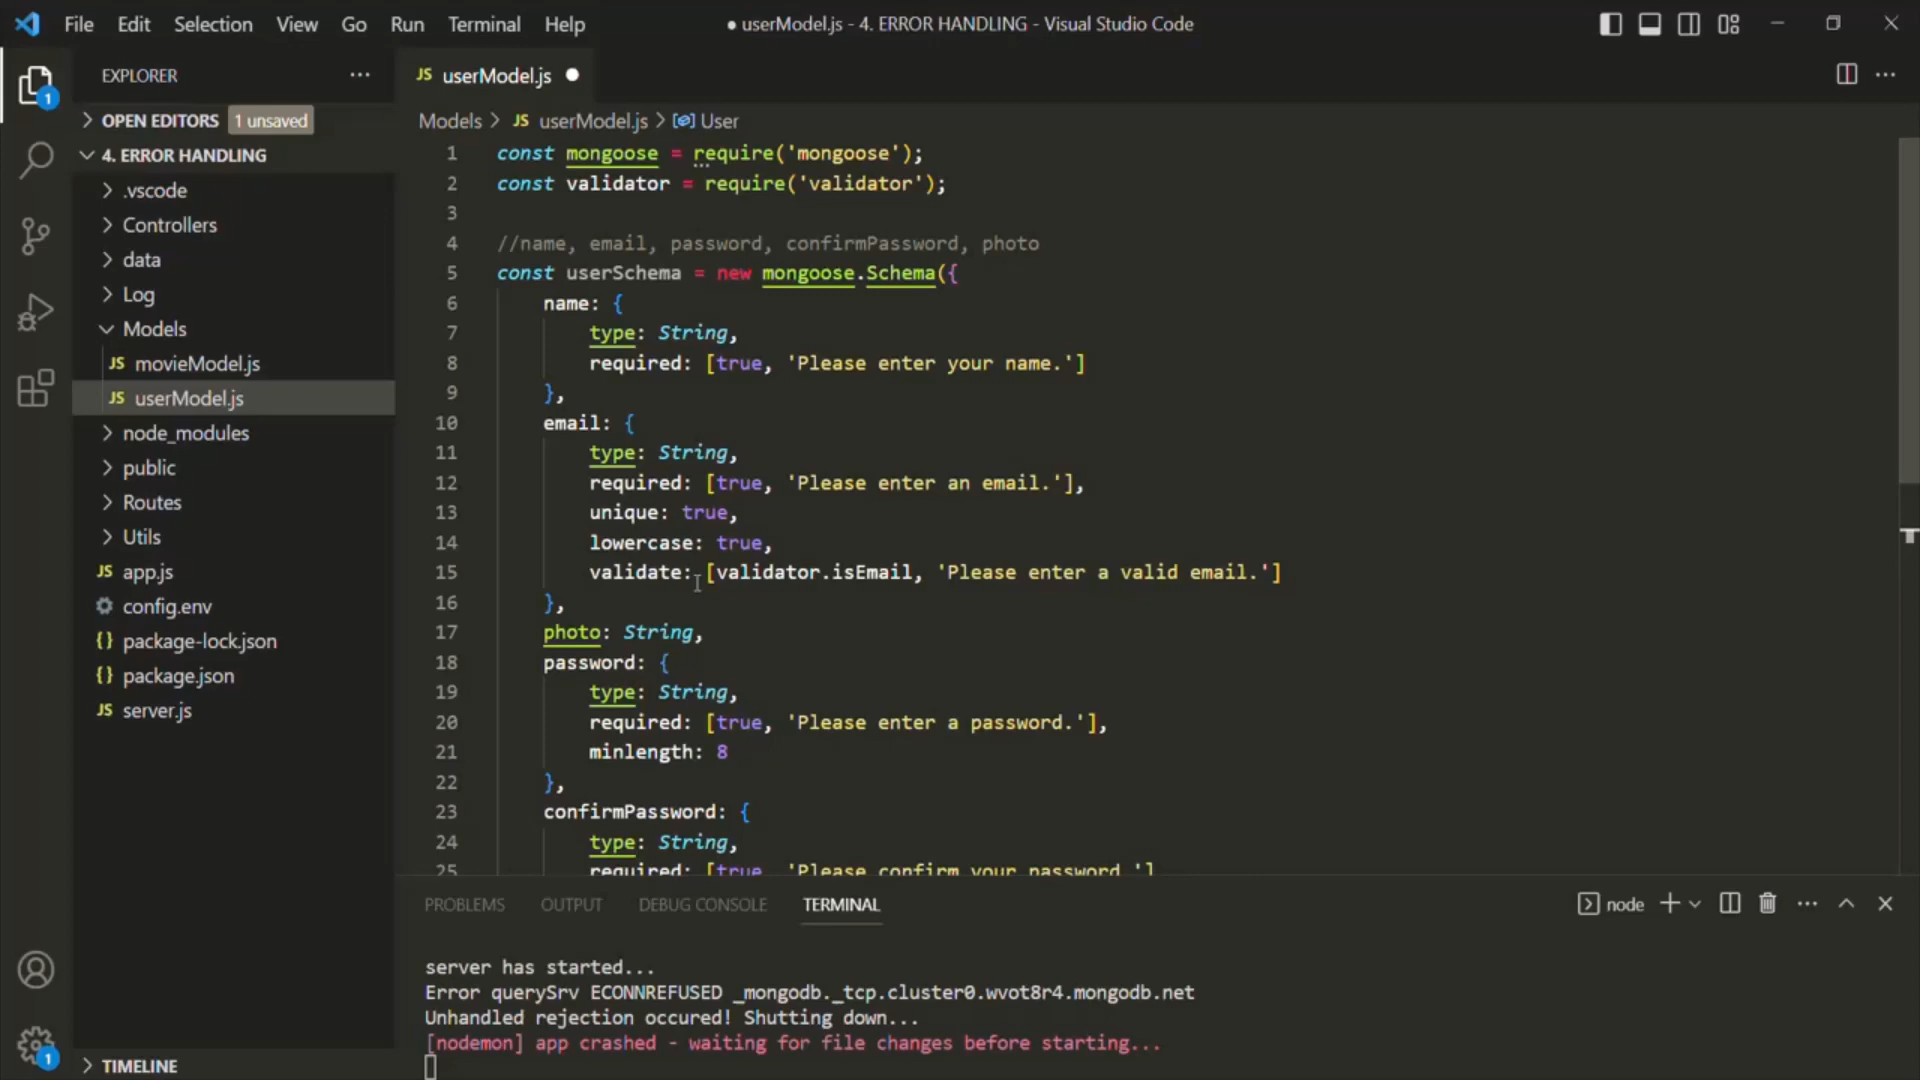 File Edit Selection View Go Run Terminal Help
● userModel.js - 4. ERROR HANDLING - Visual Studio Code
EXPLORER
1
OPEN EDITORS 1 unsaved
4. ERROR HANDLING
.vscode
Controllers
data
Log
Models
JS movieModel.js
JS userModel.js
node_modules
public
Routes
Utils
JS app.js
config.env
{} package-lock.json
{} package.json
JS server.js
1
TIMELINE
JS userModel.js
Models > JS userModel.js > User
1 const mongoose = require('mongoose');
2 const validator = require('validator');
3
4 //name, email, password, confirmPassword, photo
5 const userSchema = new mongoose.Schema({
6 name: {
7 type: String,
8 required: [true, 'Please enter your name.']
9 },
10 email: {
11 type: String,
12 required: [true, 'Please enter an email.'],
13 unique: true,
14 lowercase: true,
15 validate: [validator.isEmail, 'Please enter a valid email.']
16 },
17 photo: String,
18 password: {
19 type: String,
20 required: [true, 'Please enter a password.'],
21 minlength: 8
22 },
23 confirmPassword: {
24 type: String,
25 required: [true, 'Please confirm your password.']
PROBLEMS OUTPUT DEBUG CONSOLE TERMINAL
node
server has started...
Error querySrv ECONNREFUSED _mongodb._tcp.cluster0.wvot8r4.mongodb.net
Unhandled rejection occured! Shutting down...
[nodemon] app crashed - waiting for file changes before starting...